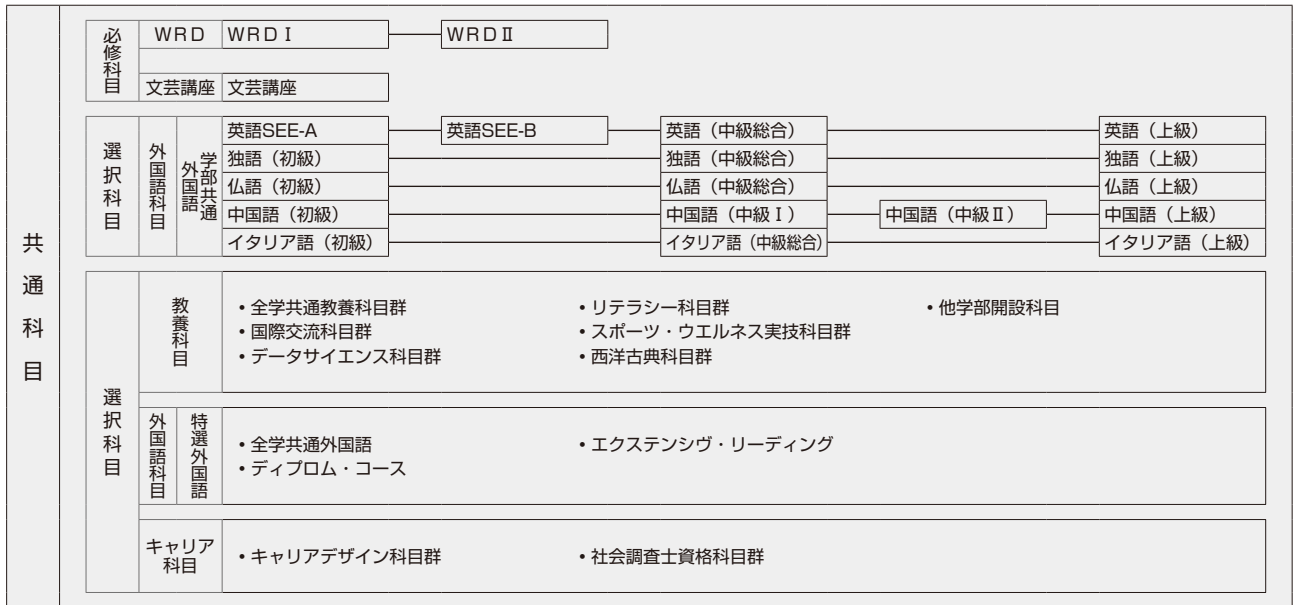 共通科目
必修科目
WRD
WRDⅠ
WRDⅡ
文芸講座
文芸講座
選択科目
外国語科目
学部共通
外国語
英語SEE-A
英語SEE-B
英語（中級総合）
英語（上級）
独語（初級）
独語（中級総合）
独語（上級）
仏語（初級）
仏語（中級総合）
仏語（上級）
中国語（初級）
中国語（中級Ⅰ）
中国語（中級Ⅱ）
中国語（上級）
イタリア語（初級）
イタリア語（中級総合）
イタリア語（上級）
選択科目
教養科目
•全学共通教養科目群
•リテラシー科目群
•他学部開設科目
•国際交流科目群
•スポーツ・ウエルネス実技科目群
•データサイエンス科目群
•西洋古典科目群
外国語科目
特選外国語
•全学共通外国語
•エクステンシヴ・リーディング
•ディプロム・コース
キャリア
科目
•キャリアデザイン科目群
•社会調査士資格科目群